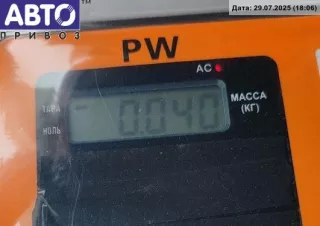 АВТО
ПРИВОЗ
Дата: 29.07.2025 (18:06)
PW
AC
ТАРА
НОЛЬ
- 0.040
МАССА
(КГ)